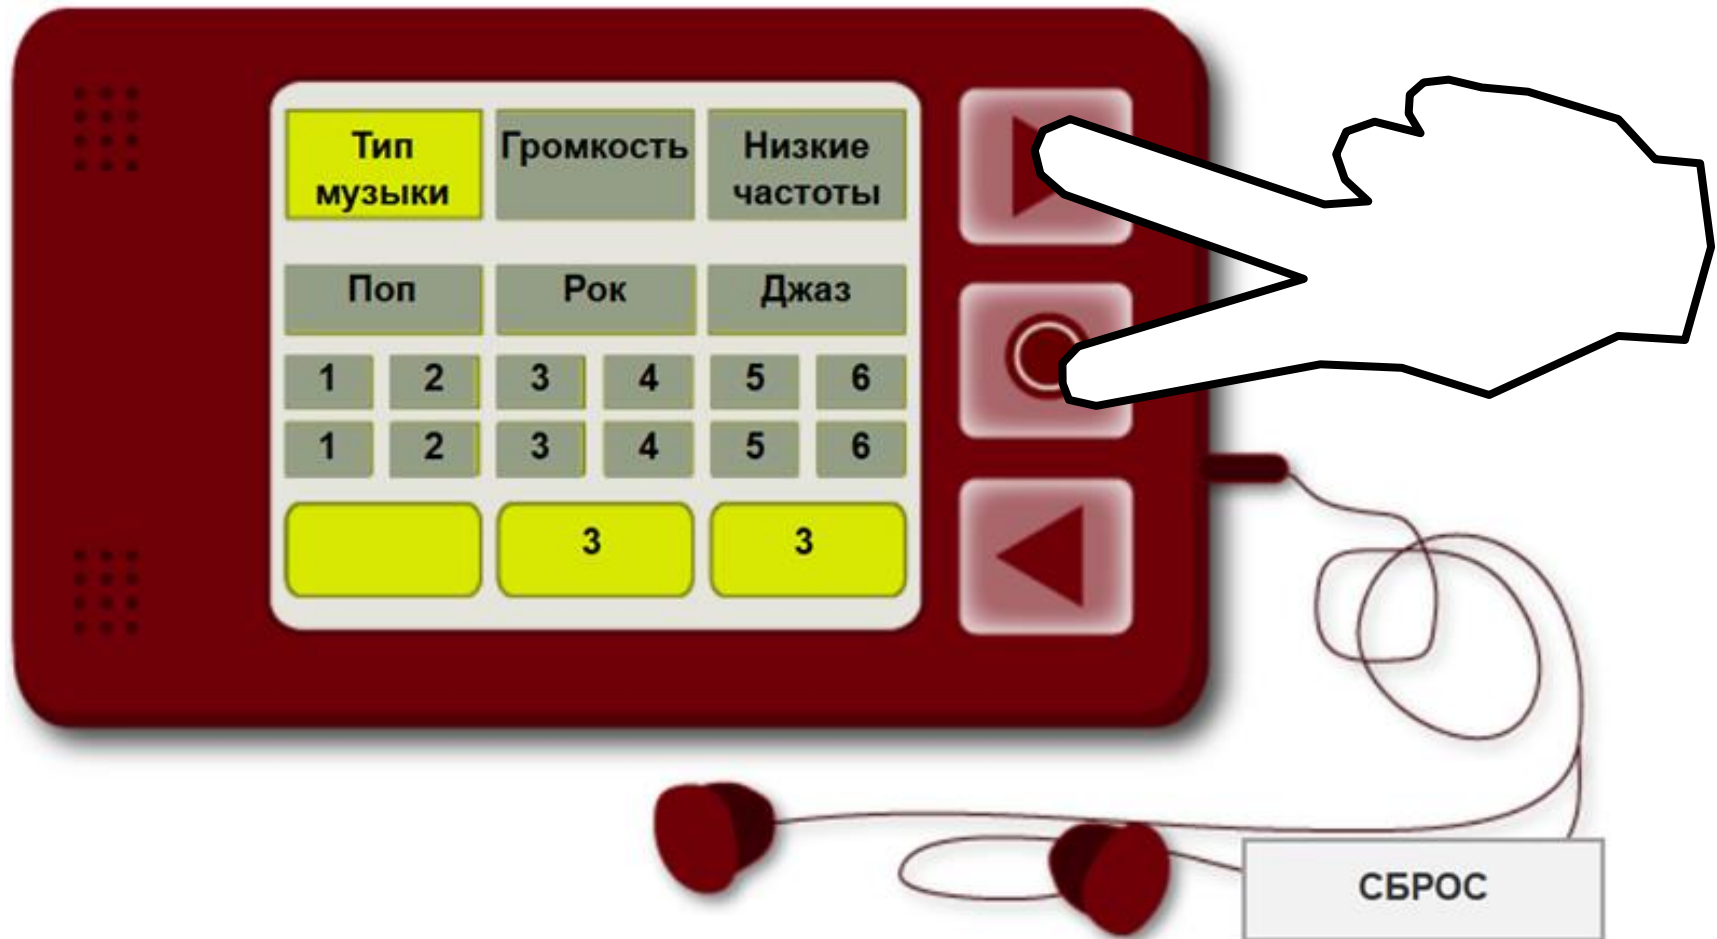 Тип
музыки
Громкость
Низкие
частоты
Поп Рок Джаз
1 2 3 4 5 6
1 2 3 4 5 6
3 3
СБРОС